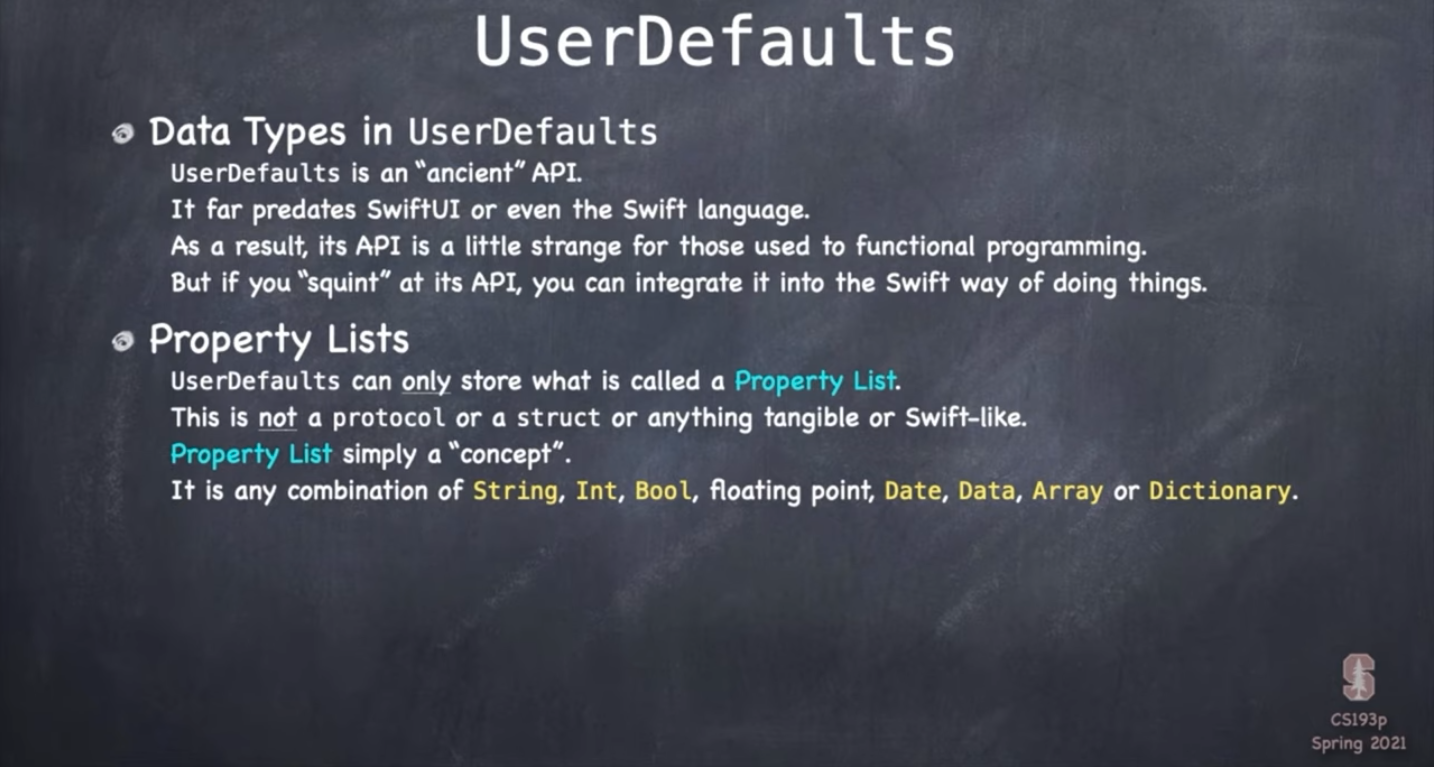 UserDefaults
Data Types in UserDefaults
UserDefaults is an “ancient” API.
It far predates SwiftUI or even the Swift language.
As a result, its API is a little strange for those used to functional programming.
But if you “squint” at its API, you can integrate it into the Swift way of doing things.
Property Lists
UserDefaults can only store what is called a Property List.
This is not a protocol or a struct or anything tangible or Swift-like.
Property List simply a “concept”.
It is any combination of String, Int, Bool, floating point, Date, Data, Array or Dictionary.
S
CS193p
Spring 2021